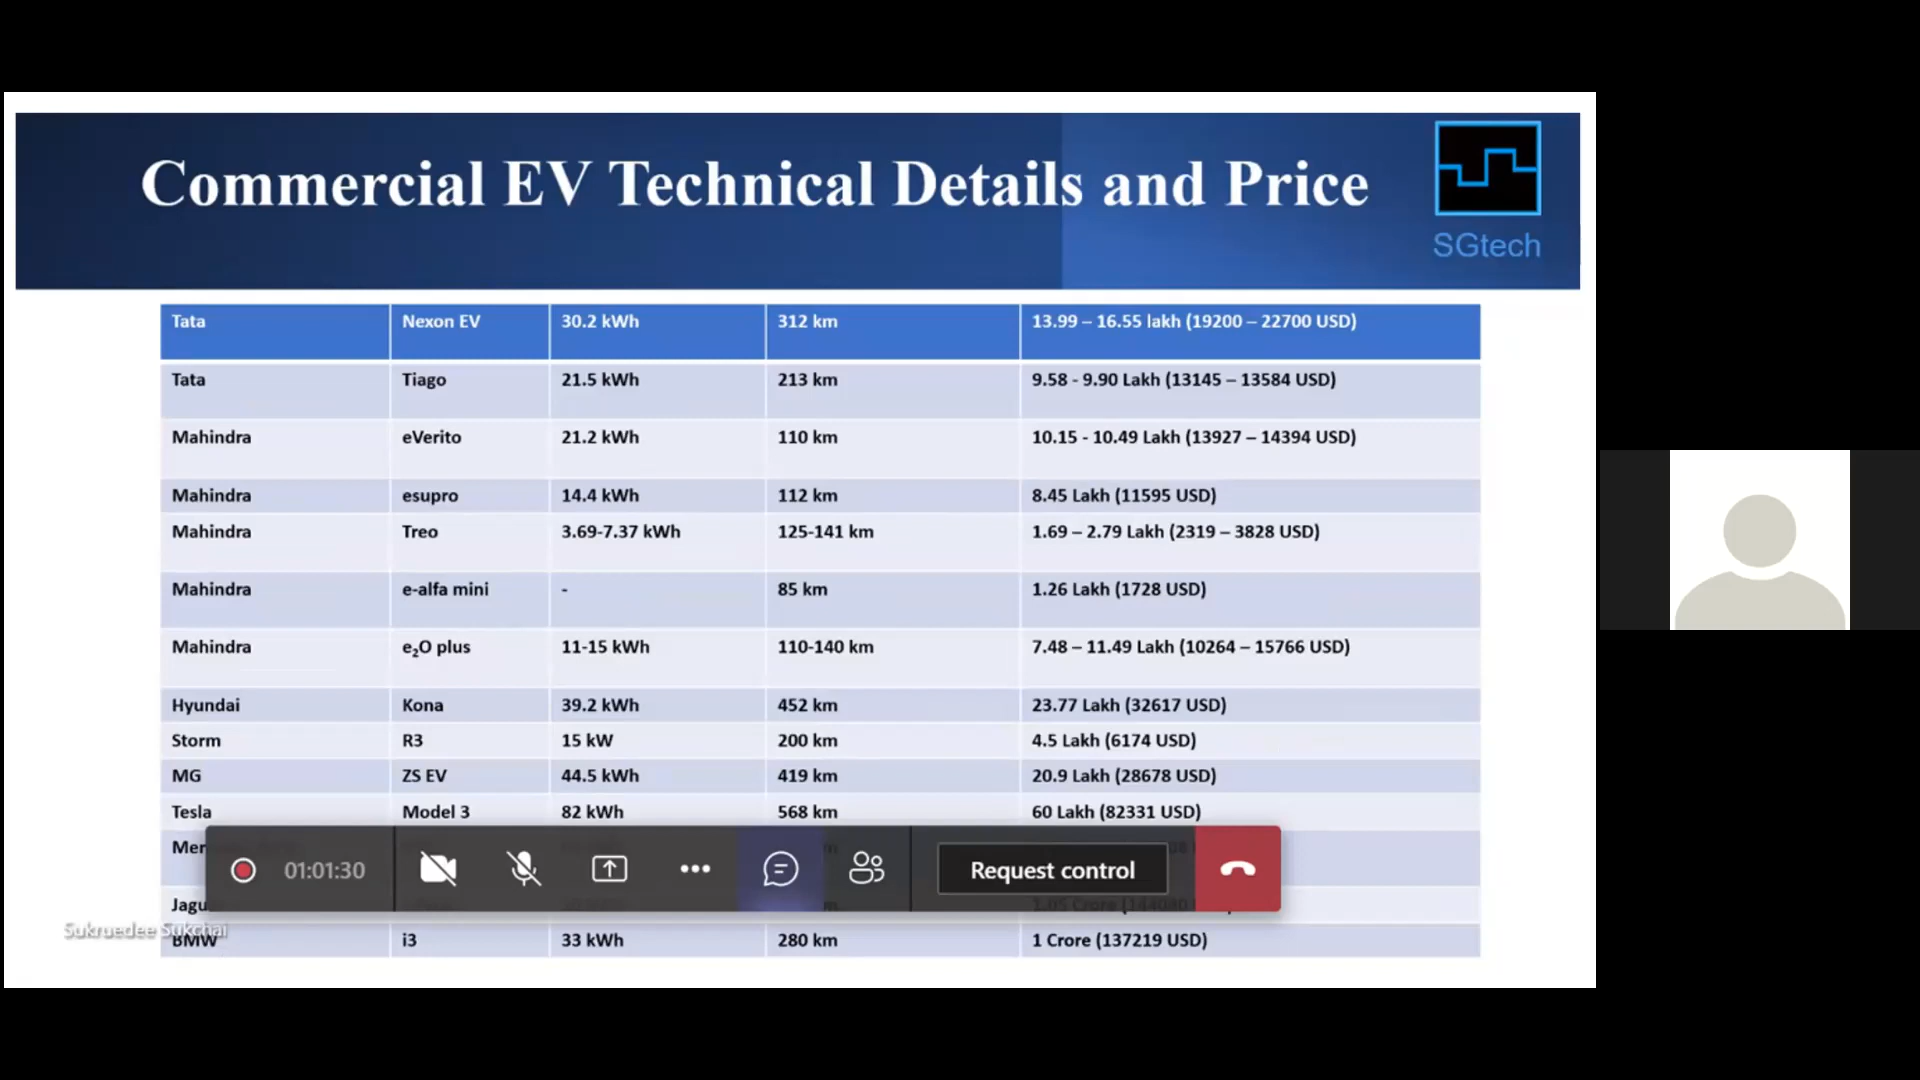 Commercial EV Technical Details and Price
SGtech
Tata Nexon EV 30.2 kWh 312 km 13.99 – 16.55 lakh (19200 – 22700 USD)
Tata Tiago 21.5 kWh 213 km 9.58 - 9.90 Lakh (13145 – 13584 USD)
Mahindra eVerito 21.2 kWh 110 km 10.15 - 10.49 Lakh (13927 – 14394 USD)
Mahindra esupro 14.4 kWh 112 km 8.45 Lakh (11595 USD)
Mahindra Treo 3.69-7.37 kWh 125-141 km 1.69 – 2.79 Lakh (2319 – 3828 USD)
Mahindra e-alfa mini - 85 km 1.26 Lakh (1728 USD)
Mahindra e₂O plus 11-15 kWh 110-140 km 7.48 – 11.49 Lakh (10264 – 15766 USD)
Hyundai Kona 39.2 kWh 452 km 23.77 Lakh (32617 USD)
Storm R3 15 kW 200 km 4.5 Lakh (6174 USD)
MG ZS EV 44.5 kWh 419 km 20.9 Lakh (28678 USD)
Tesla Model 3 82 kWh 568 km 60 Lakh (82331 USD)
01:01:30 Request control
Sukruedee Sukchai
BMW i3 33 kWh 280 km 1 Crore (137219 USD)